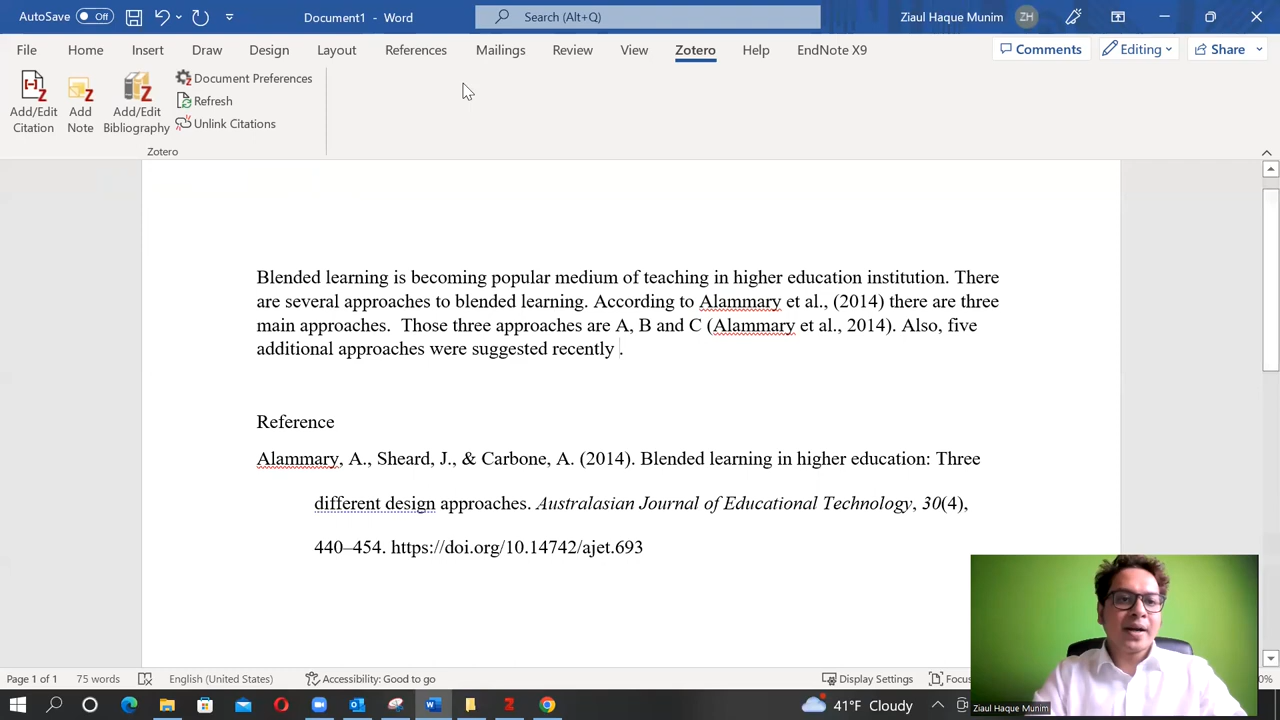 AutoSave Off Document1 - Word Search (Alt+Q) Ziaul Haque Munim ZH
File Home Insert Draw Design Layout References Mailings Review View Zotero Help EndNote X9 Comments Editing Share
Add/Edit Citation
Add Note
Add/Edit Bibliography
Document Preferences
Refresh
Unlink Citations
Zotero
Blended learning is becoming popular medium of teaching in higher education institution. There
are several approaches to blended learning. According to Alammary et al., (2014) there are three
main approaches.  Those three approaches are A, B and C (Alammary et al., 2014). Also, five
additional approaches were suggested recently .
Reference
Alammary, A., Sheard, J., & Carbone, A. (2014). Blended learning in higher education: Three
different design approaches. Australasian Journal of Educational Technology, 30(4),
440–454. https://doi.org/10.14742/ajet.693
Page 1 of 1 75 words English (United States) Accessibility: Good to go Display Settings Focus 0%
41°F Cloudy
Ziaul Haque Munim